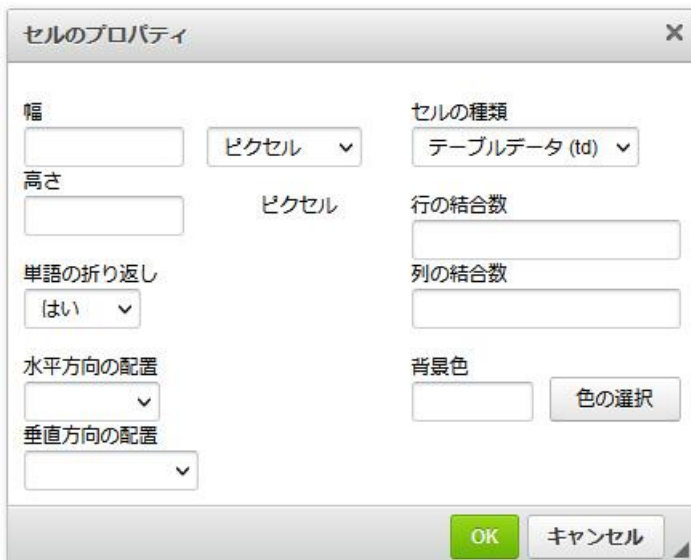 セルのプロパティ
幅
ピクセル
高さ
ピクセル
単語の折り返し
はい
水平方向の配置
垂直方向の配置
セルの種類
テーブルデータ (td)
行の結合数
列の結合数
背景色
色の選択
OK
キャンセル